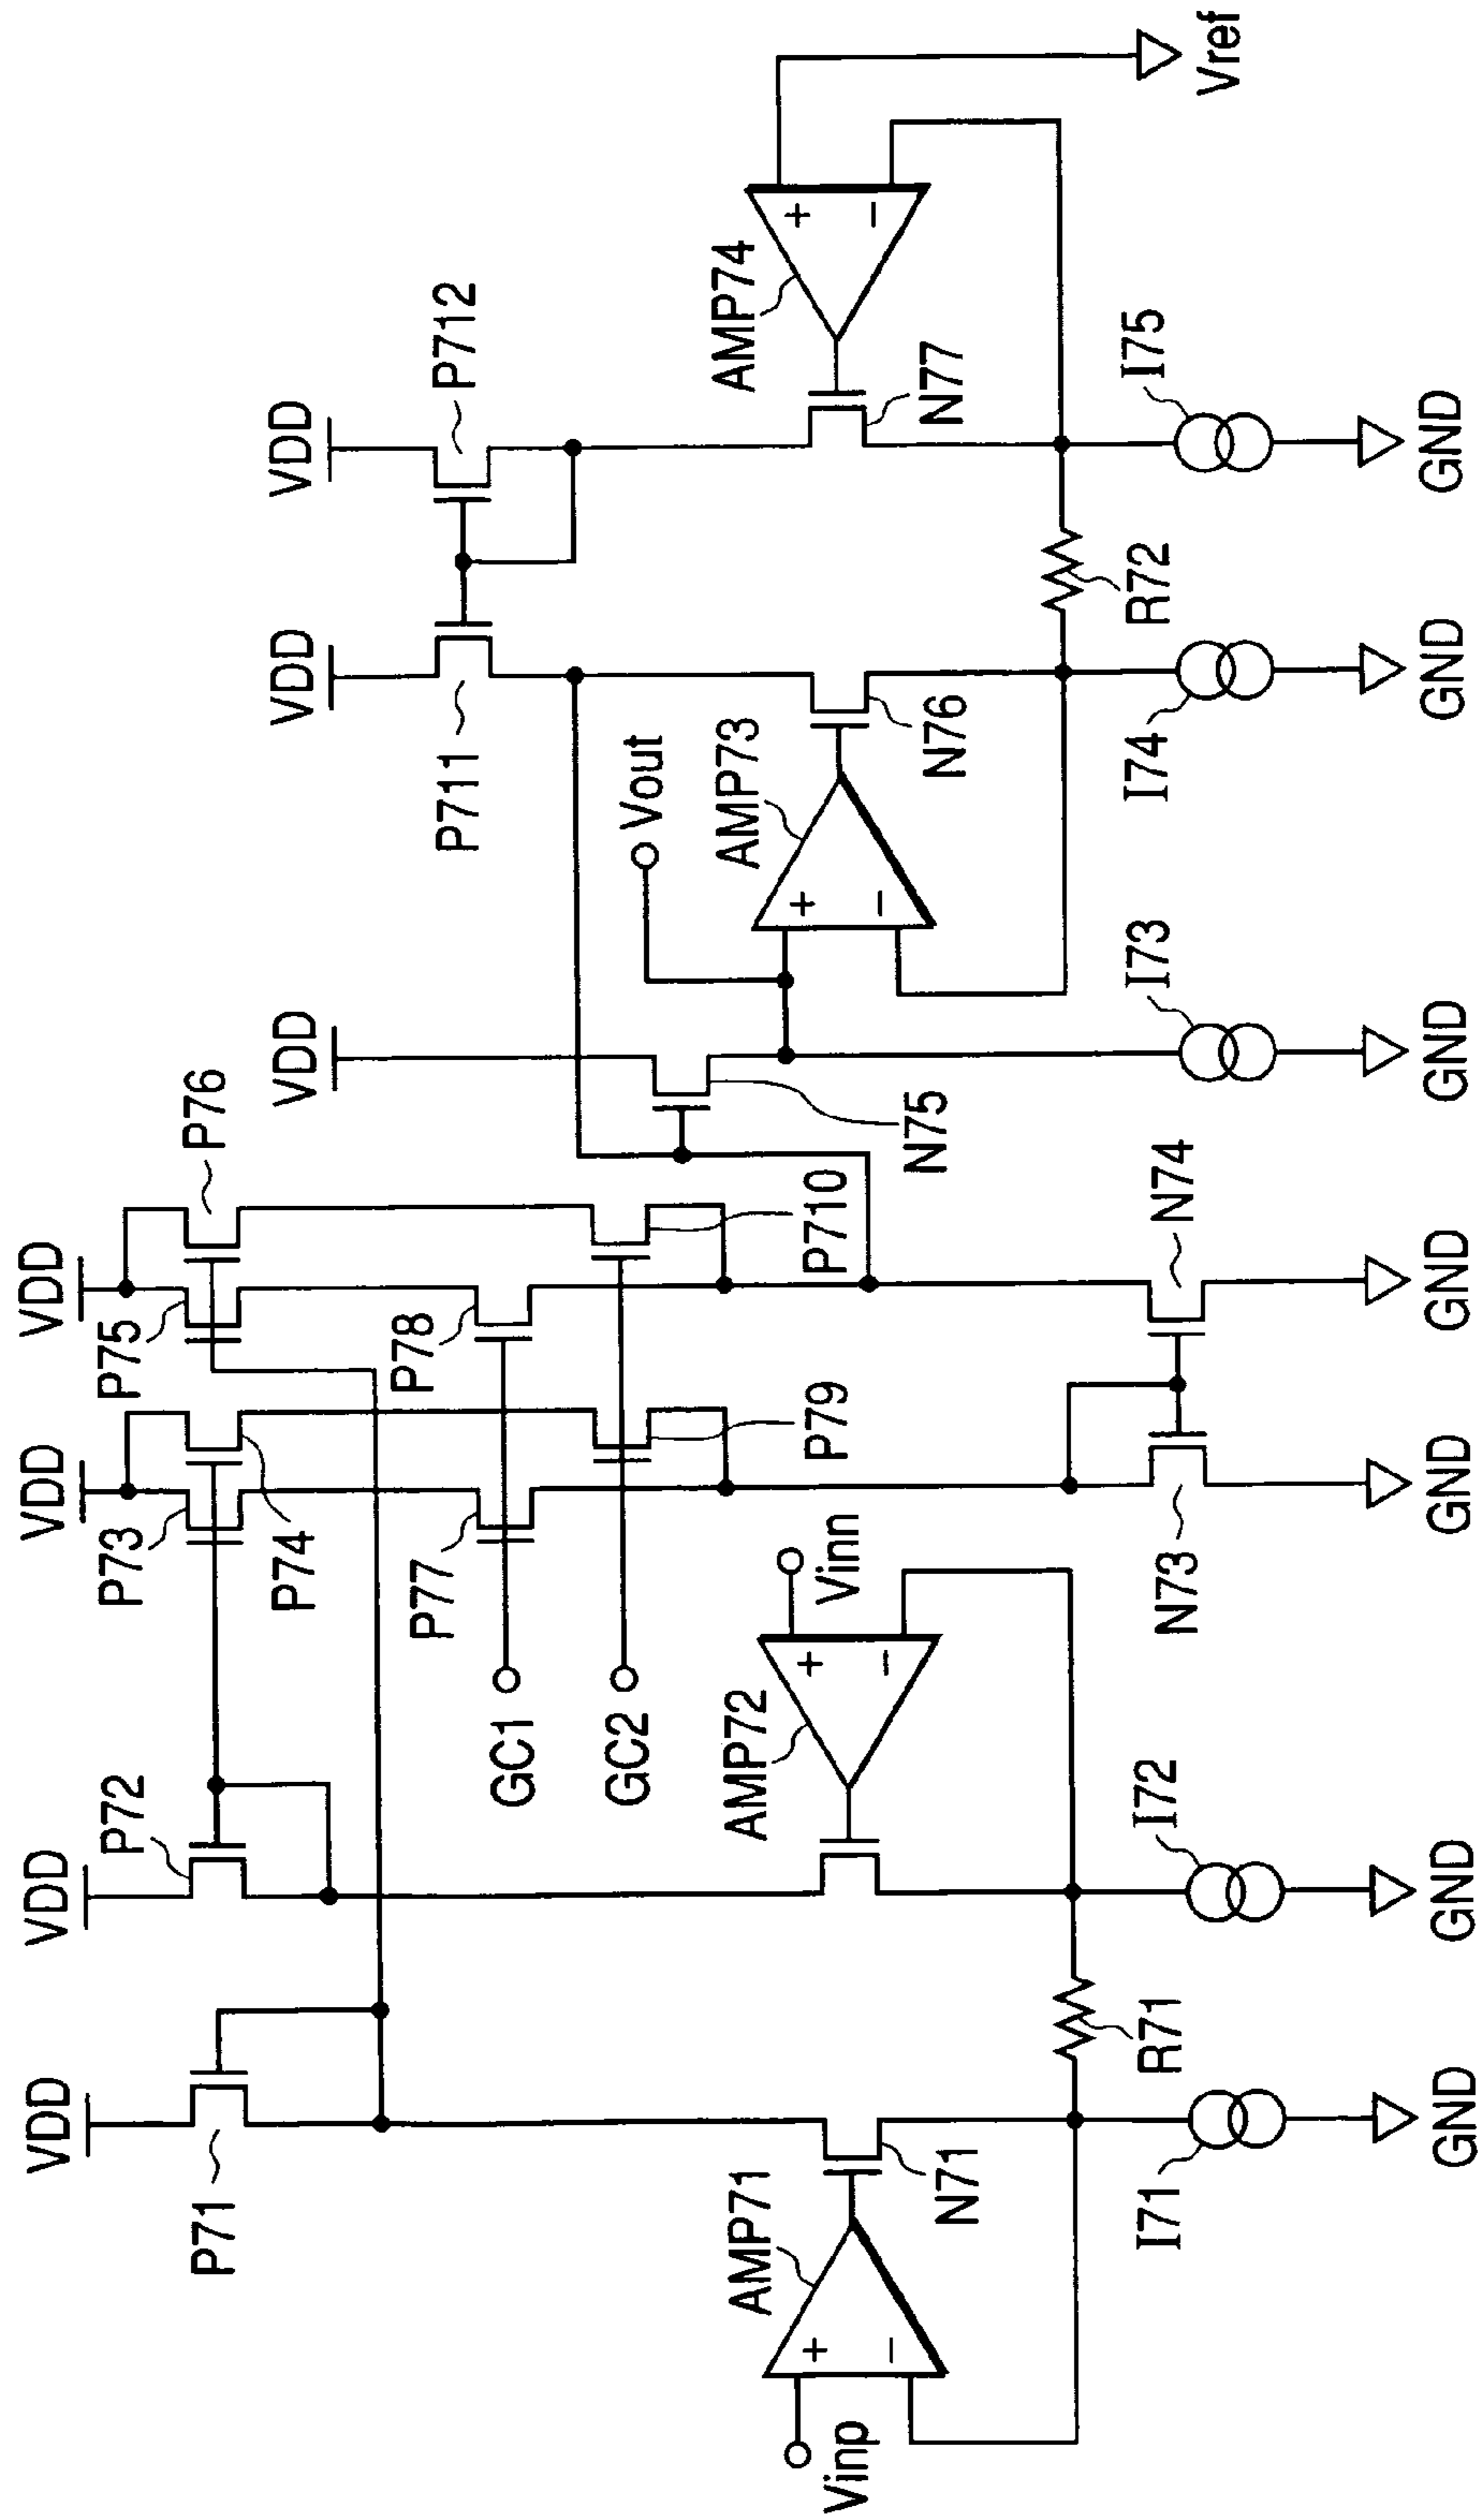 VDD
VDD
VDD
VDD
P71
P72
P73
P74
P75
P76
VDD
VDD
VDD
P711
P712
P77
P78
GC1
GC2
P79
P710
Vout
Vinn
Vinp
AMP71
AMP72
AMP73
AMP74
+
−
+
−
+
−
+
−
N71
N75
N76
N77
Vref
R71
R72
I71
I72
N73
N74
I73
I74
I75
GND
GND
GND
GND
GND
GND
GND